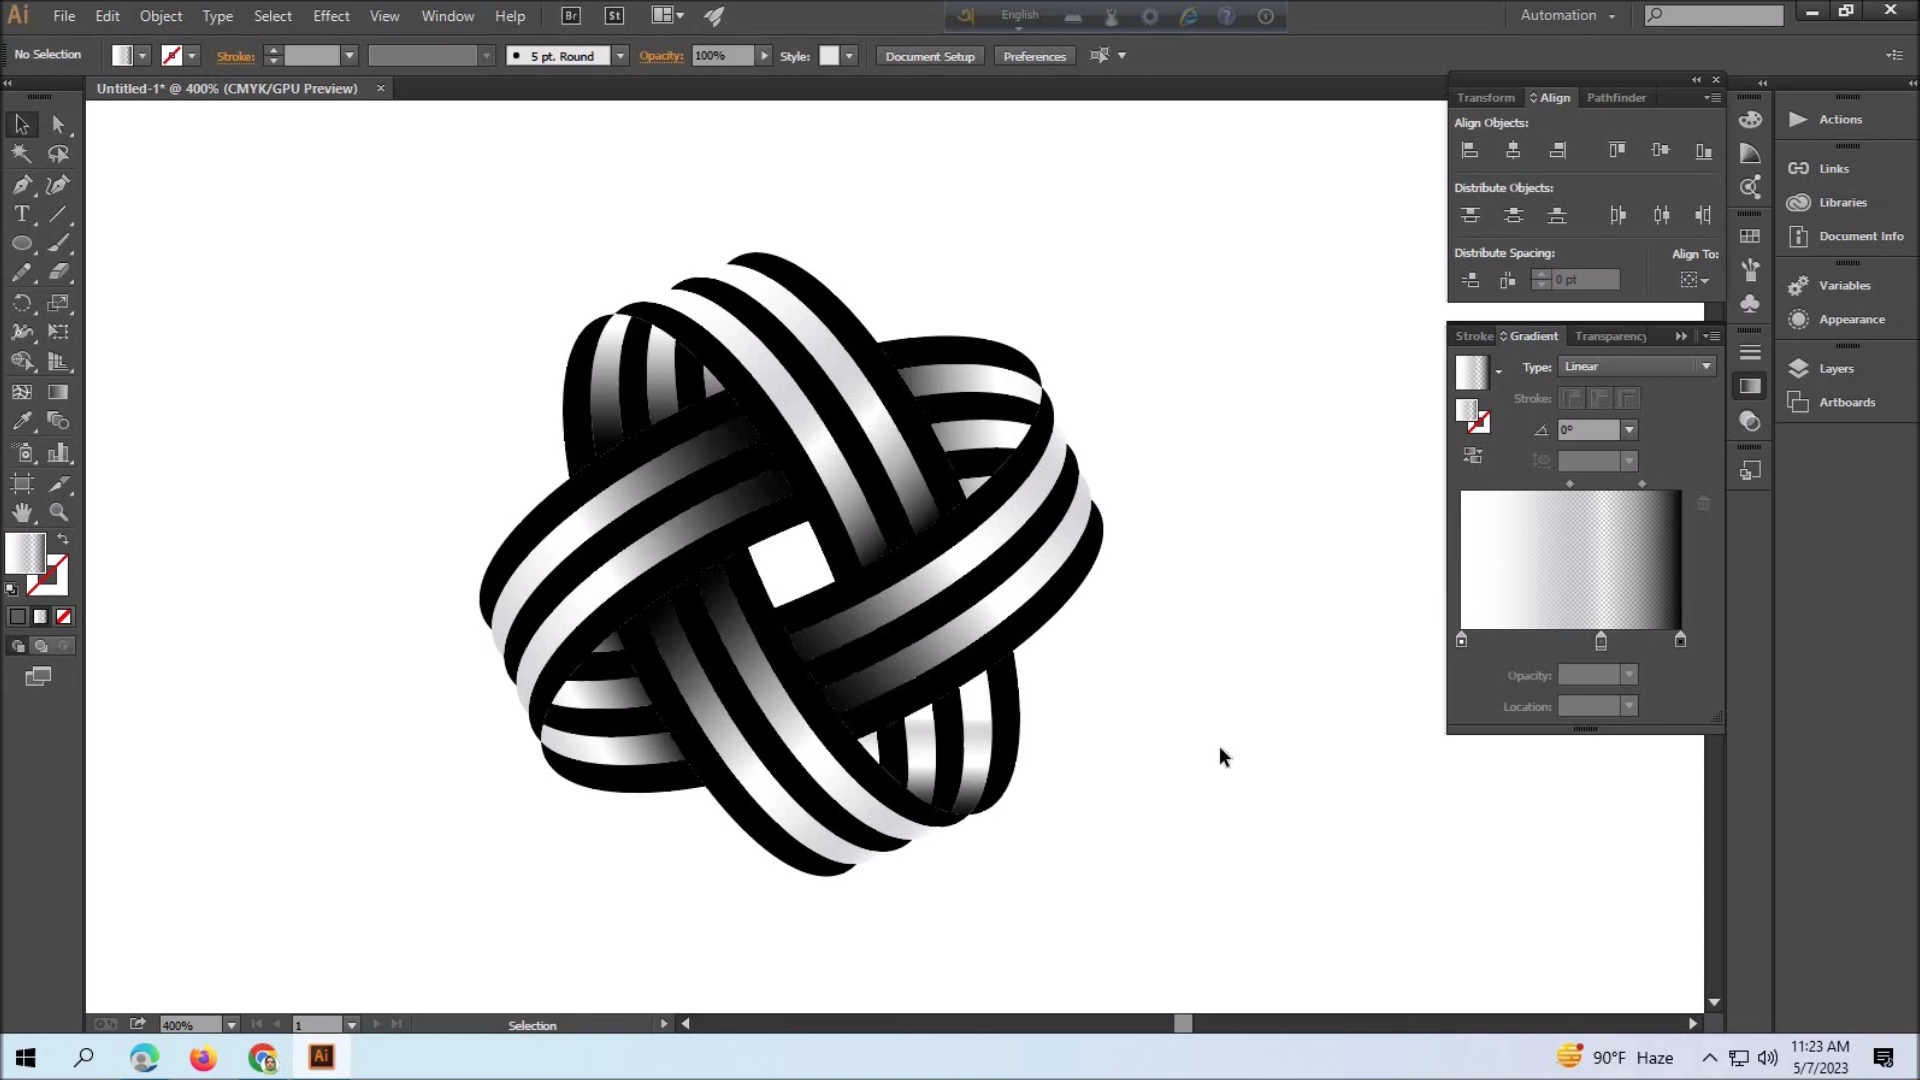 Ai File Edit Object Type Select Effect View Window Help Br St English Automation
No Selection Stroke: 5 pt. Round Opacity: 100% Style: Document Setup Preferences
Untitled-1* @ 400% (CMYK/GPU Preview)
Transform Align Pathfinder
Align Objects:
Distribute Objects:
Distribute Spacing: Align To:
0 pt
Stroke Gradient Transparency
Type: Linear
Stroke:
0°
Opacity:
Location:
Actions
Links
Libraries
Document Info
Variables
Appearance
Layers
Artboards
T
400% 1 Selection
Ai 90°F Haze 11:23 AM
5/7/2023